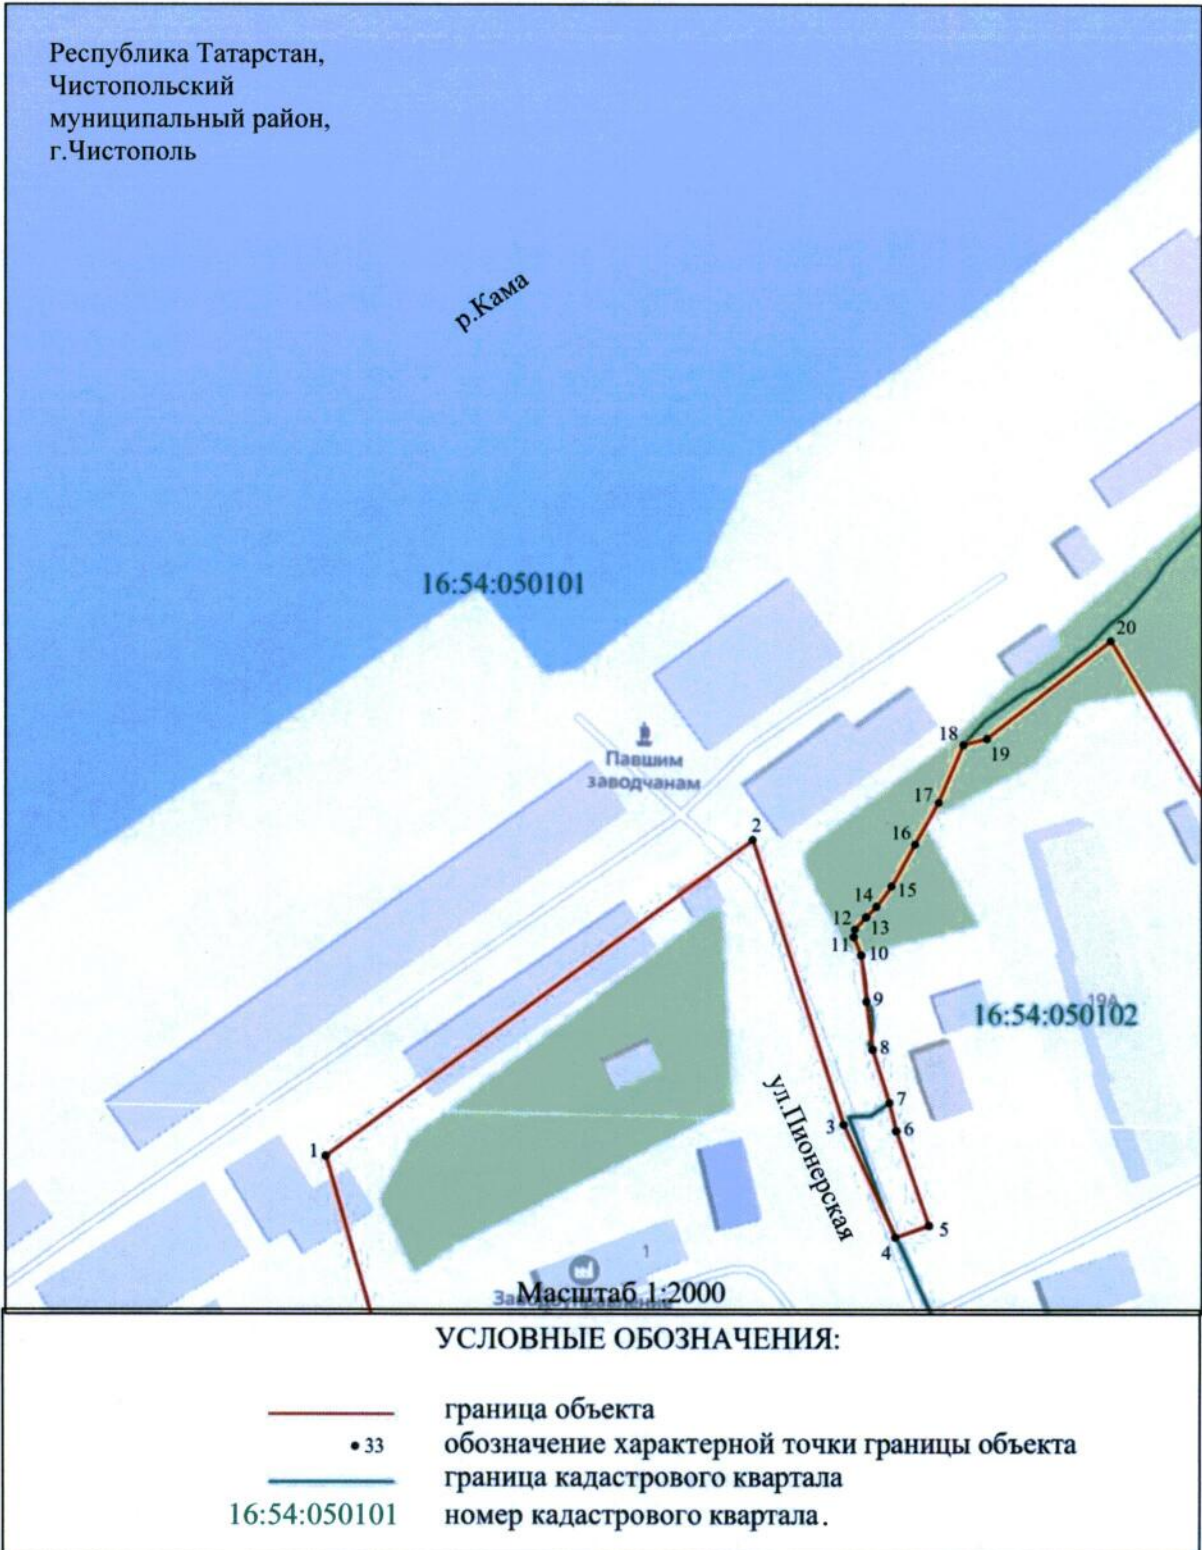 Республика Татарстан,
Чистопольский
муниципальный район,
г.Чистополь
р.Кама
16:54:050101
20
18
19
Павшим
заводчанам
17
2
16
15
14
12
13
11
10
9
19А
16:54:050102
8
ул.Пионерская
7
3
6
1
5
4
1
Масштаб 1:2000
Заводоуправление
УСЛОВНЫЕ ОБОЗНАЧЕНИЯ:
граница объекта
33 обозначение характерной точки границы объекта
граница кадастрового квартала
16:54:050101 номер кадастрового квартала.